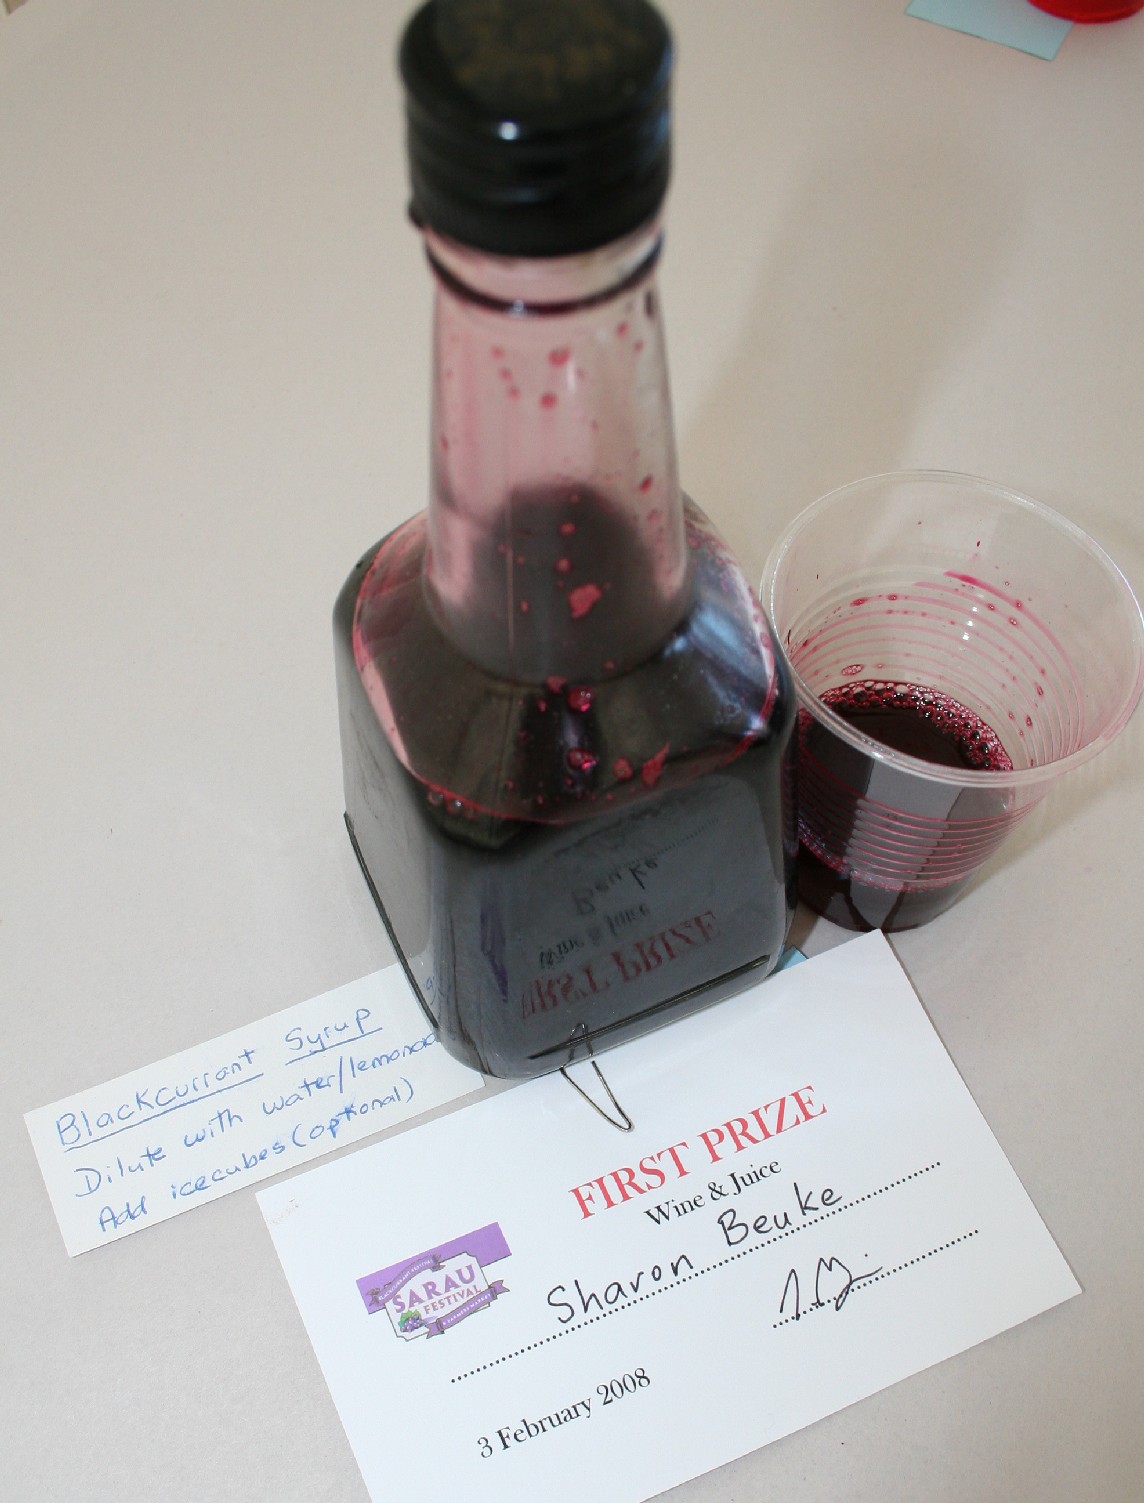 Blackcurrant Syrup
Dilute with water/lemonad
Add icecubes (optional)
FIRST PRIZE
Wine & Juice
Sharon Beuke
SARAU
FESTIVAL
3 February 2008